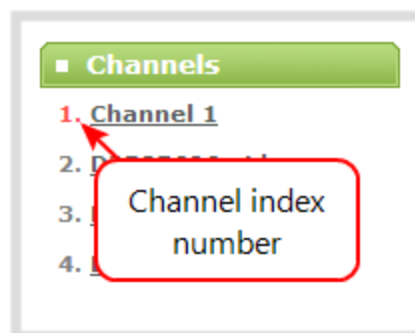 Channels
1. Channel 1
2.
3.
4.
Channel index
number